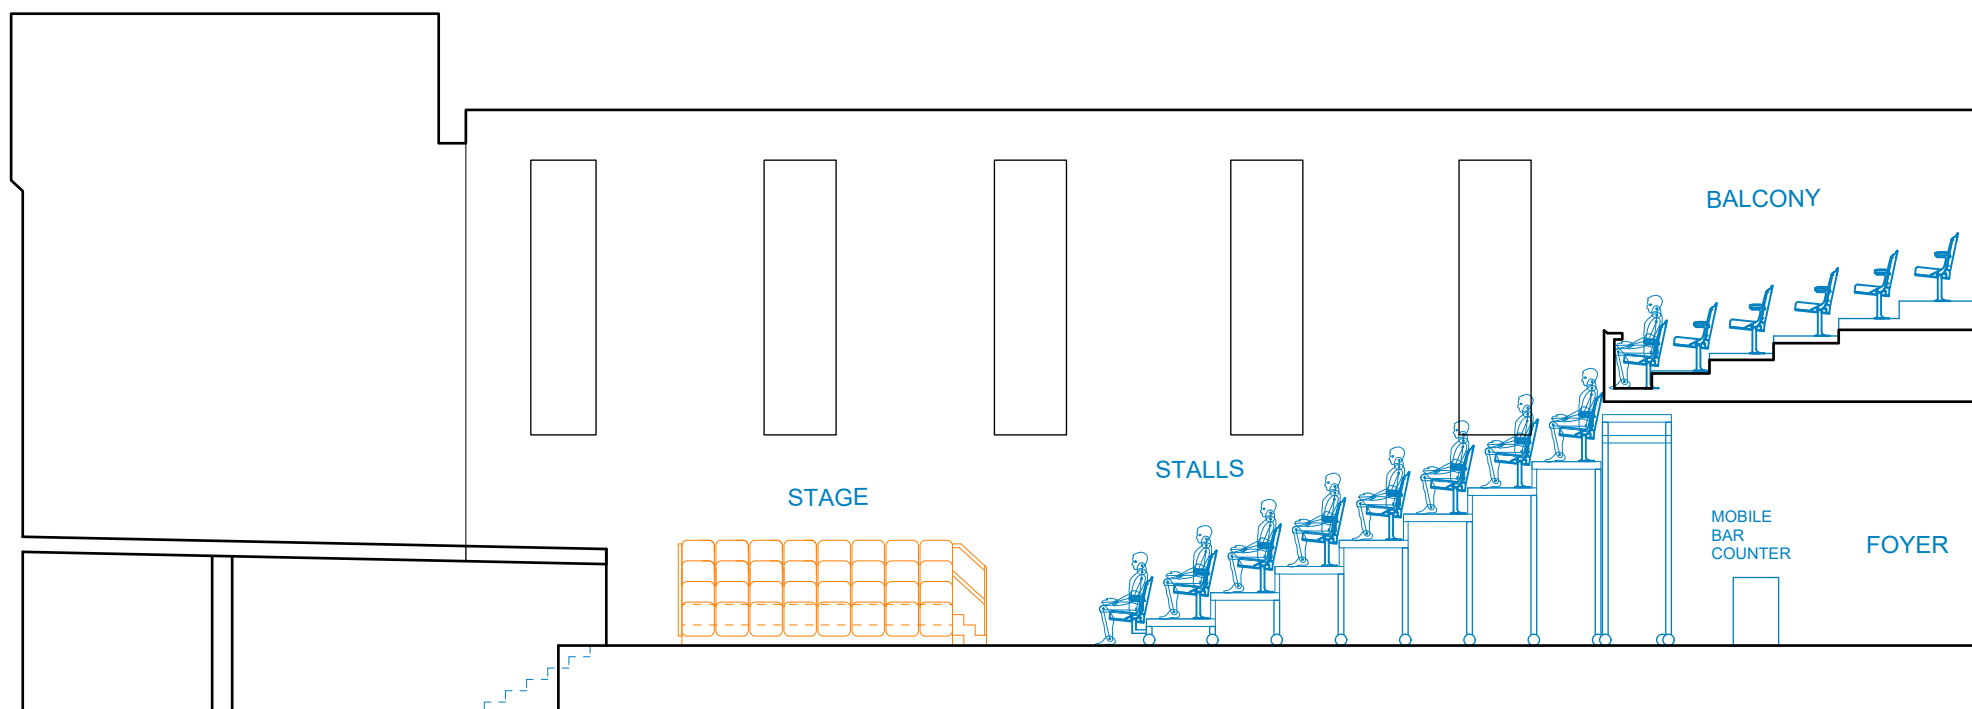 BALCONY
STALLS
STAGE
MOBILE
BAR
COUNTER
FOYER